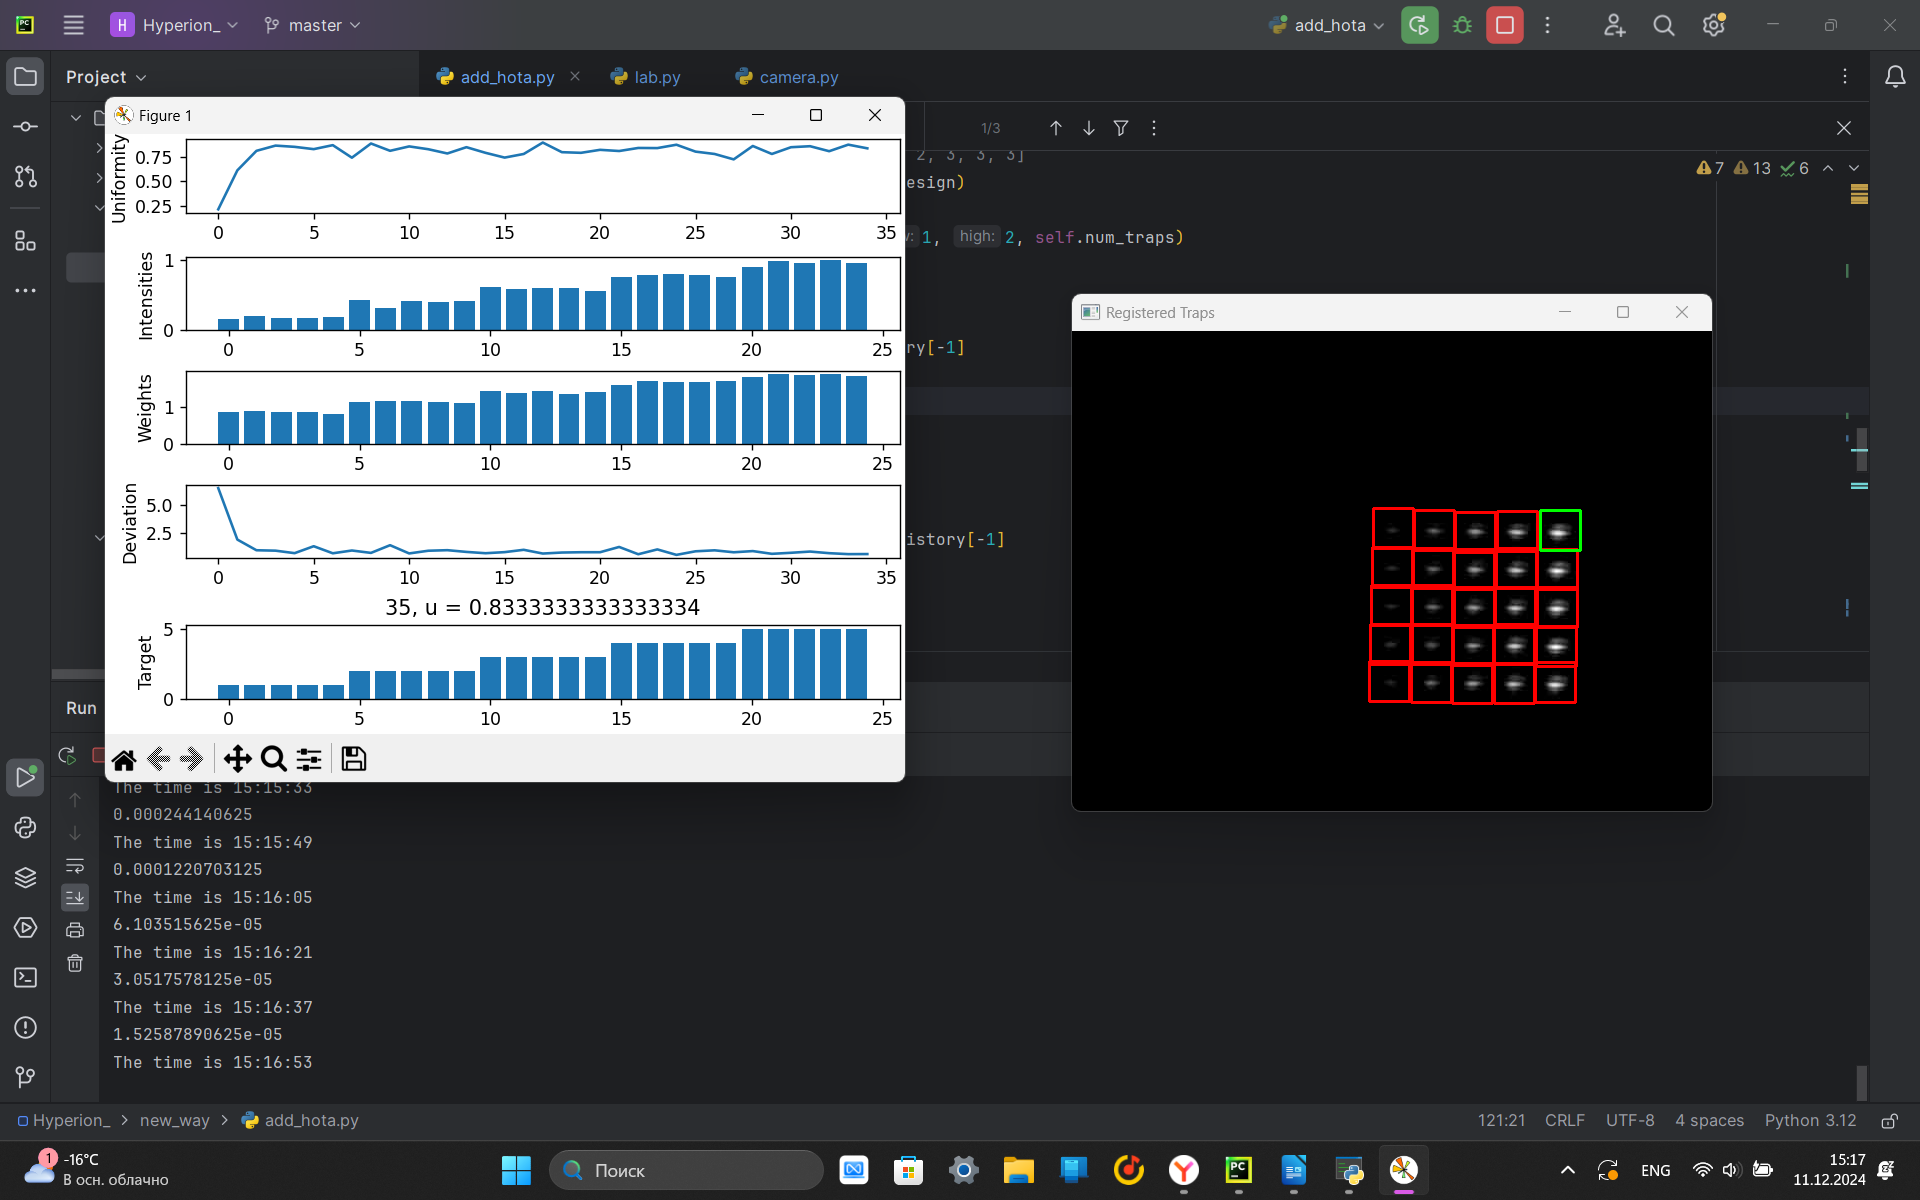 PC
H
Hyperion_
master
add_hota
Project
add_hota.py
lab.py
camera.py
1/3
2, 3, 3, 3]
7
13
6
esign)
1, high: 2, self.num_traps)
ry[-1]
istory[-1]
Figure 1
Uniformity
0.75
0.50
0.25
0 5 10 15 20 25 30 35
Intensities
1
0
0 5 10 15 20 25
Weights
1
0
0 5 10 15 20 25
Deviation
5.0
2.5
0 5 10 15 20 25 30 35
35, u = 0.8333333333333334
Target
5
0
0 5 10 15 20 25
Registered Traps
Run
The time is 15:15:33
0.000244140625
The time is 15:15:49
0.0001220703125
The time is 15:16:05
6.103515625e-05
The time is 15:16:21
3.0517578125e-05
The time is 15:16:37
1.52587890625e-05
The time is 15:16:53
Hyperion_ > new_way > add_hota.py
121:21 CRLF UTF-8 4 spaces Python 3.12
1
-16°C
В осн. облачно
Поиск
PC
ENG
15:17
11.12.2024